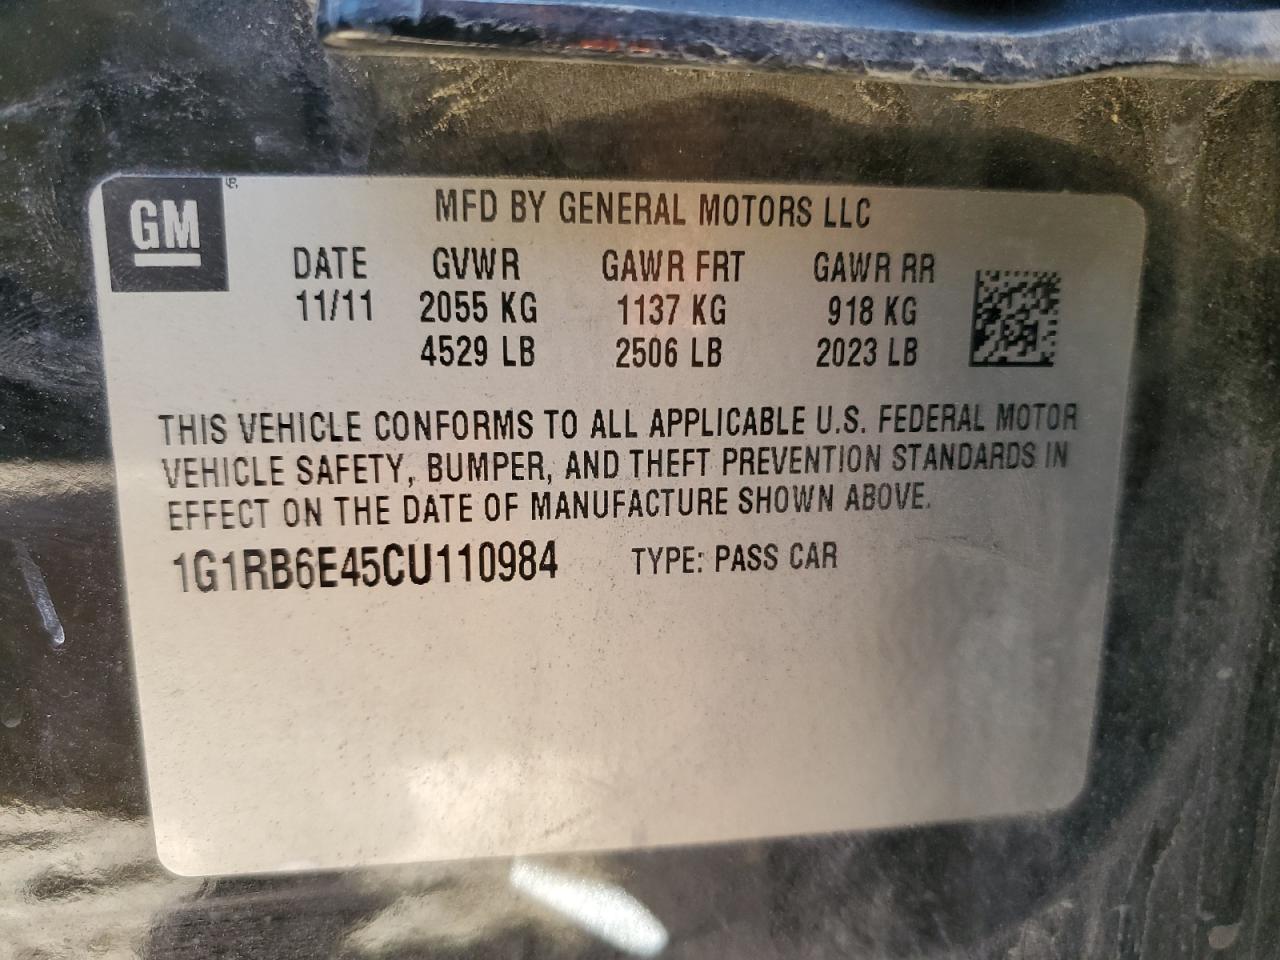 GM
MFD BY GENERAL MOTORS LLC
DATE GVWR GAWR FRT GAWR RR
11/11 2055 KG 1137 KG 918 KG
4529 LB 2506 LB 2023 LB
THIS VEHICLE CONFORMS TO ALL APPLICABLE U.S. FEDERAL MOTOR
VEHICLE SAFETY, BUMPER, AND THEFT PREVENTION STANDARDS IN
EFFECT ON THE DATE OF MANUFACTURE SHOWN ABOVE.
1G1RB6E45CU110984 TYPE: PASS CAR